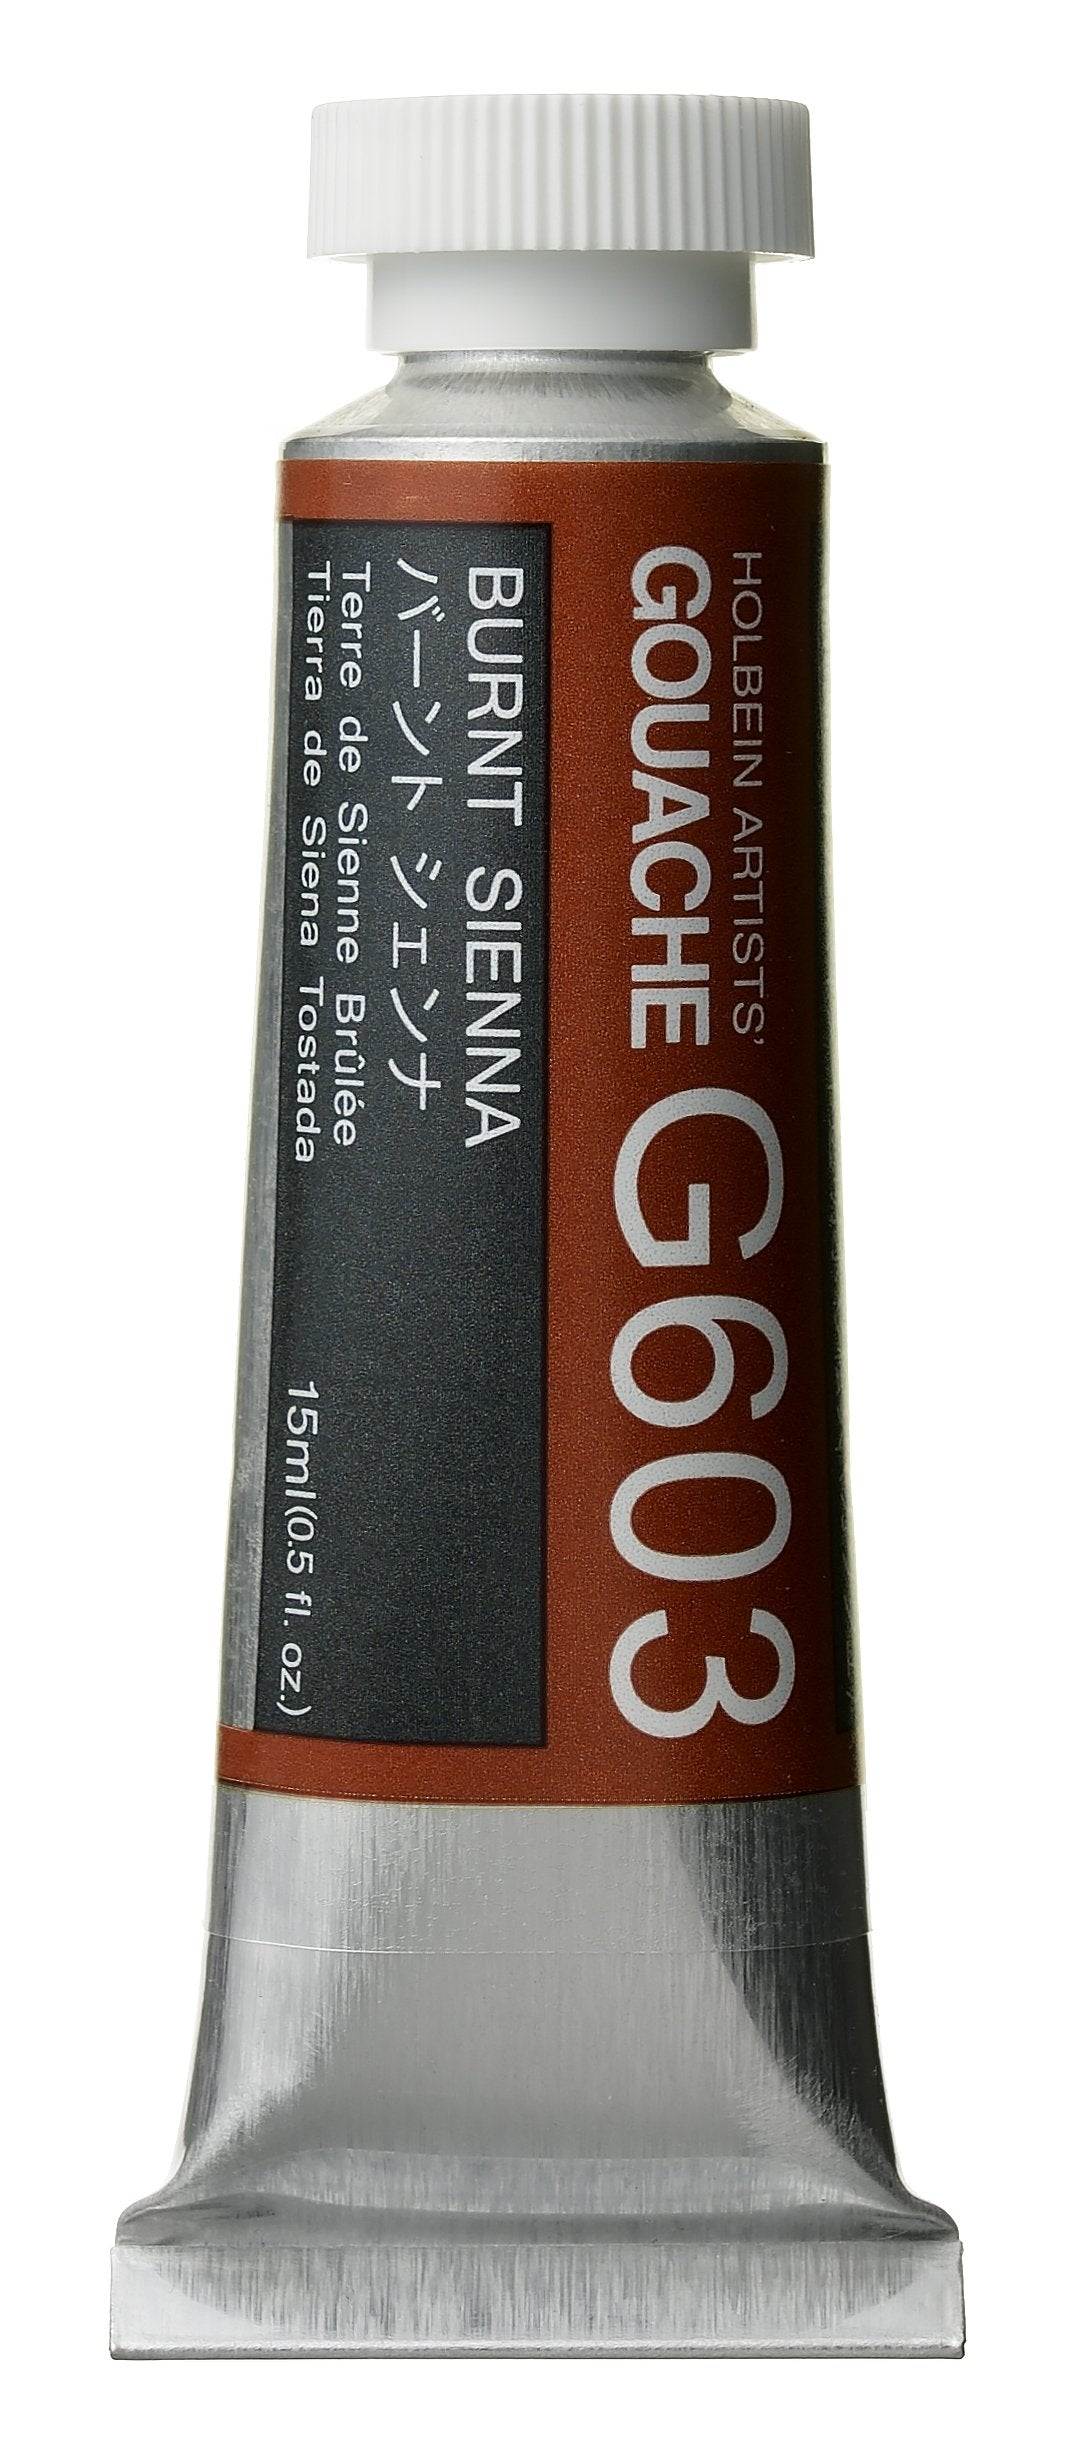 HOLBEIN ARTISTS'
GOUACHE G603
BURNT SIENNA
バーント シェンナ
Terre de Sienne Brûlée
Tierra de Siena Tostada
15ml(0.5 fl. oz.)